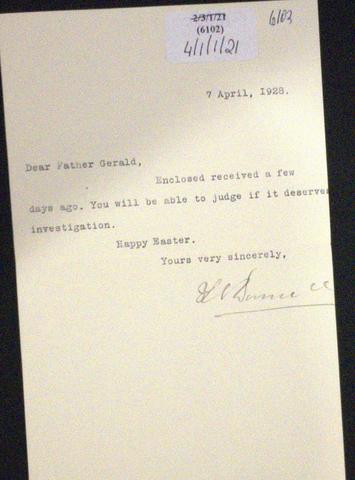 2/3/1/21
(6102)
4/1/1/21
6102
7 April, 1928.
Dear Father Gerald,
Enclosed received a few
days ago. You will be able to judge if it deserves
investigation.
Happy Easter.
Yours very sincerely,